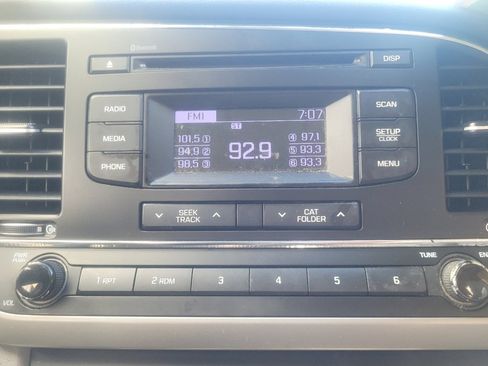 Bluetooth
DISP
RADIO
MEDIA
PHONE
FM1 7:07
ST
101.5 1 4 97.1
94.9 2 92.9 5 93.3
98.5 3 6 93.3
SCAN
SETUP
CLOCK
MENU
SEEK
TRACK
CAT
FOLDER
PWR
PUSH
VOL
1 RPT 2 RDM 3 4 5 6
TUNE